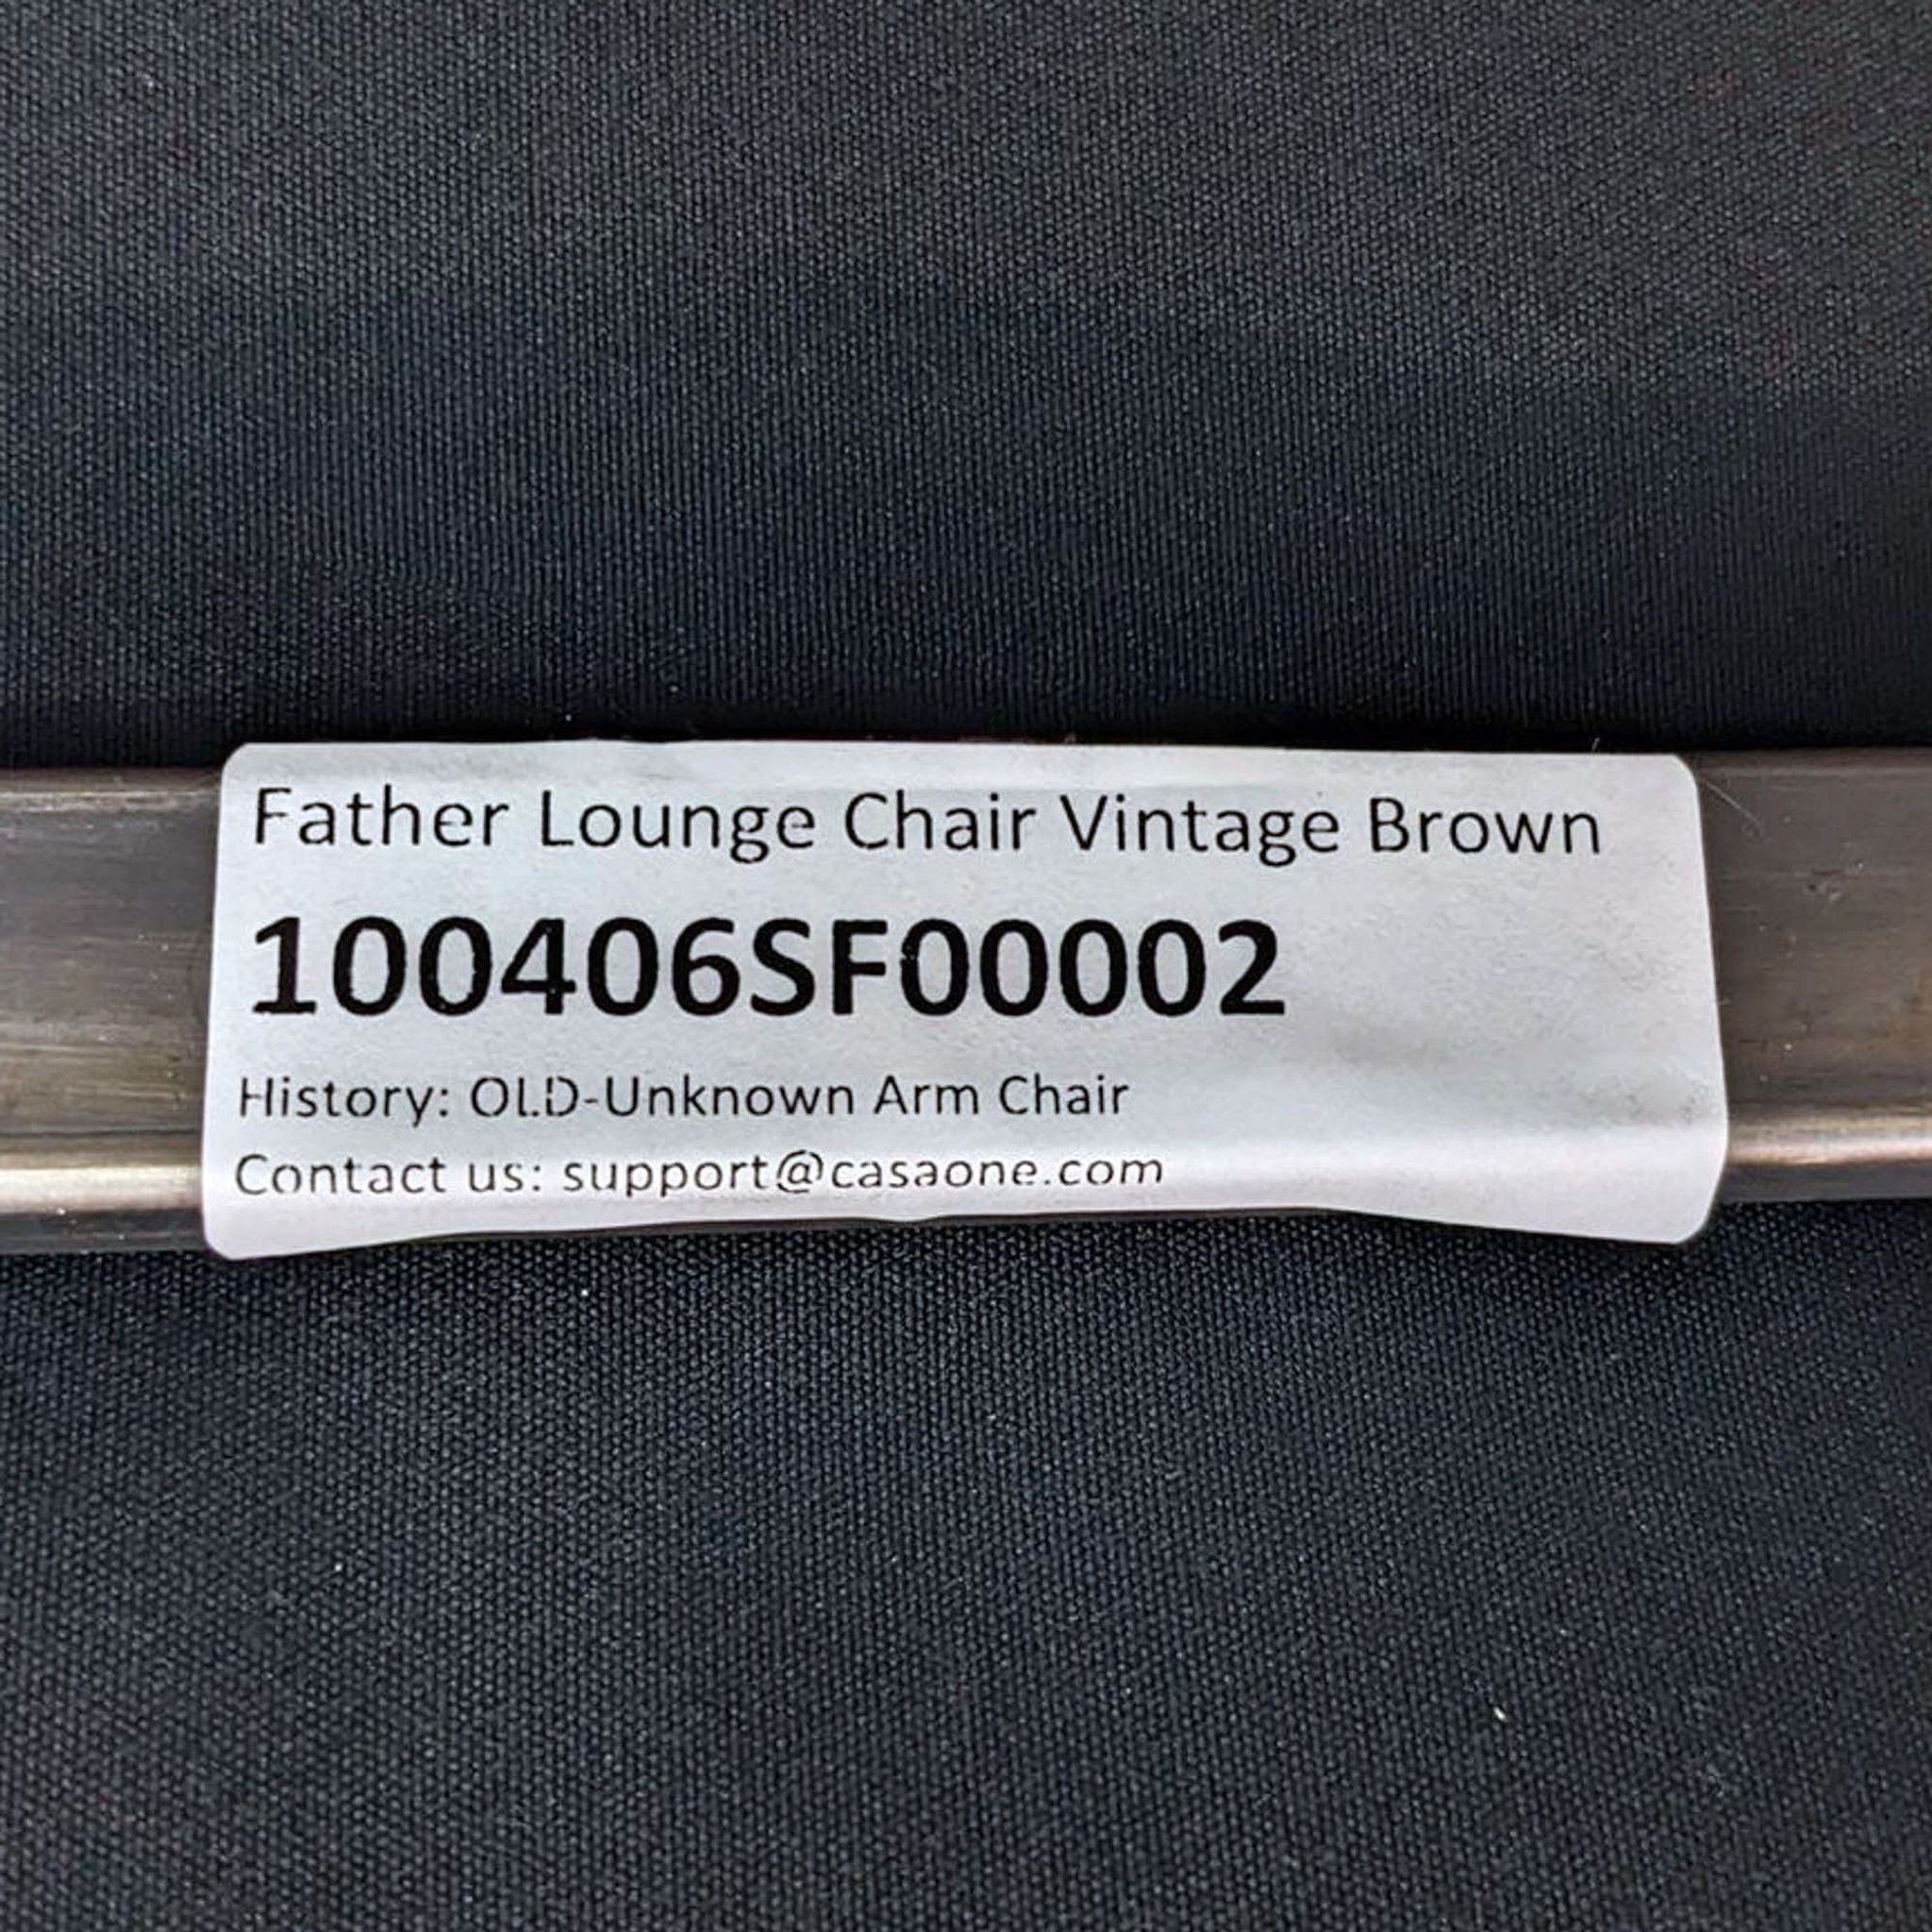 Father Lounge Chair Vintage Brown
100406SF00002
History: OLD-Unknown Arm Chair
Contact us: support@casaone.com